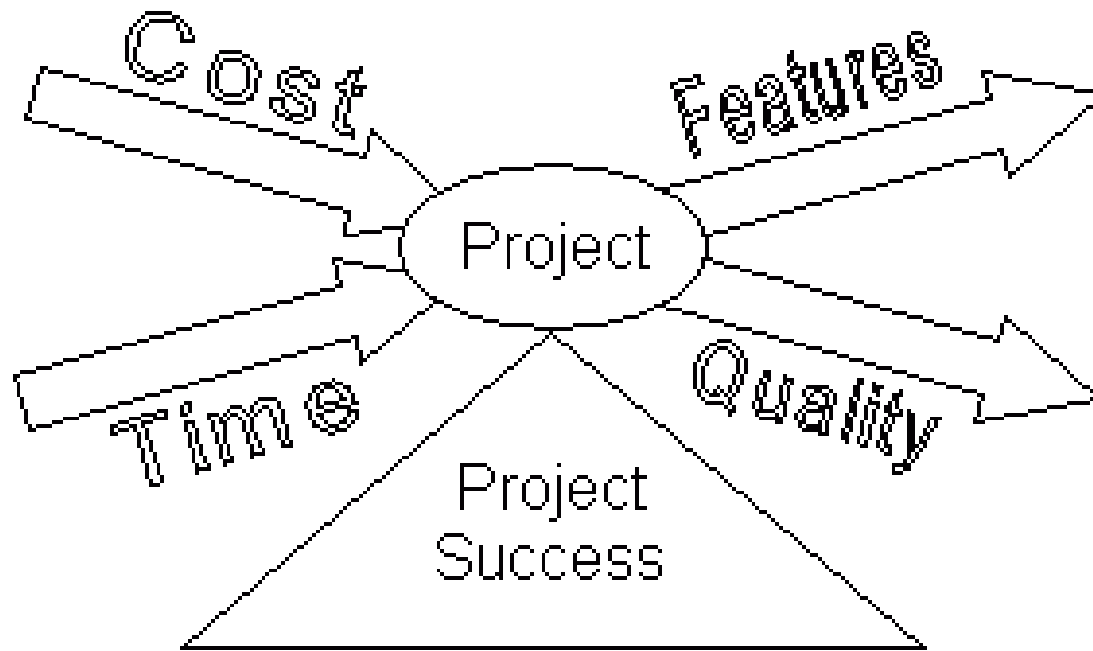 Cost
Features
Project
Time
Quality
Project
Success